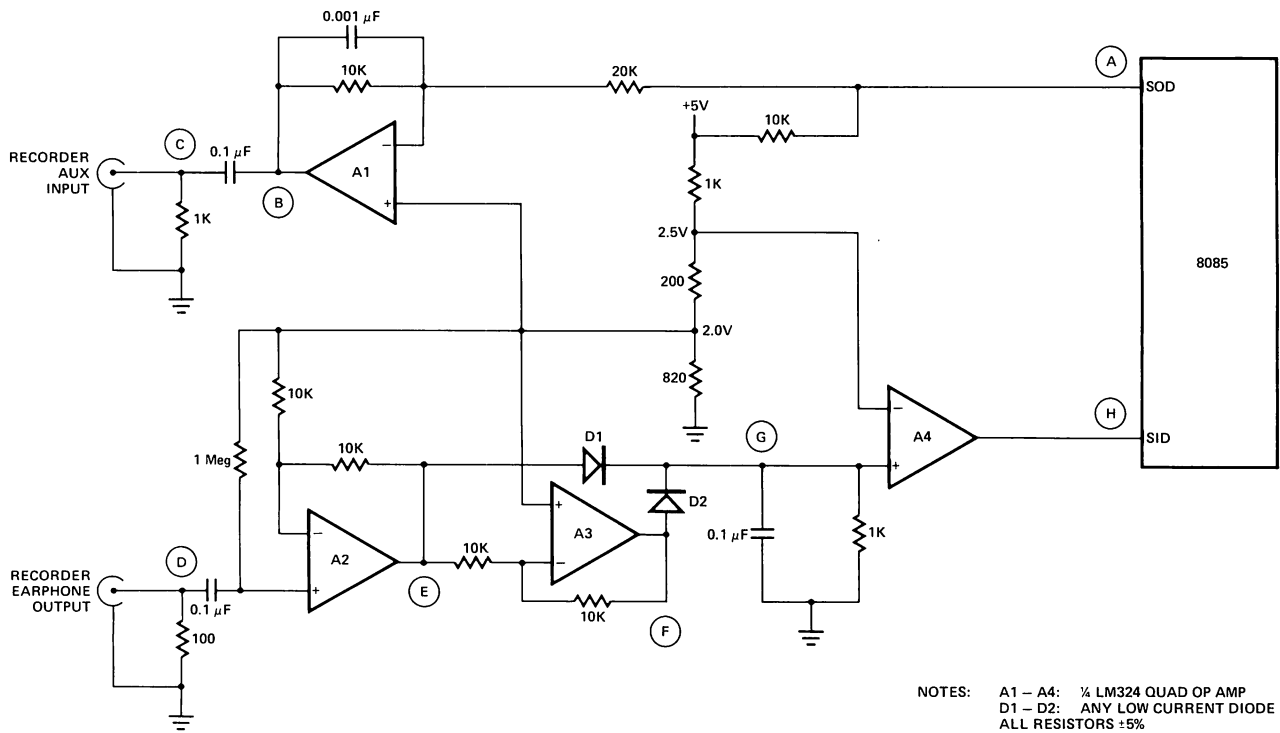 0.001 µF
10K
20K
A
SOD
+5V
10K
C
0.1 µF
RECORDER
AUX
INPUT
−
A1
+
B
1K
1K
2.5V
8085
200
2.0V
10K
820
1 Meg
10K
D1
G
H
−
A4
+
SID
D2
−
A2
+
+
A3
−
0.1 µF
1K
D
RECORDER
EARPHONE
OUTPUT
0.1 µF
10K
E
100
10K
F
NOTES: A1 – A4: ¼ LM324 QUAD OP AMP
D1 – D2: ANY LOW CURRENT DIODE
ALL RESISTORS ±5%